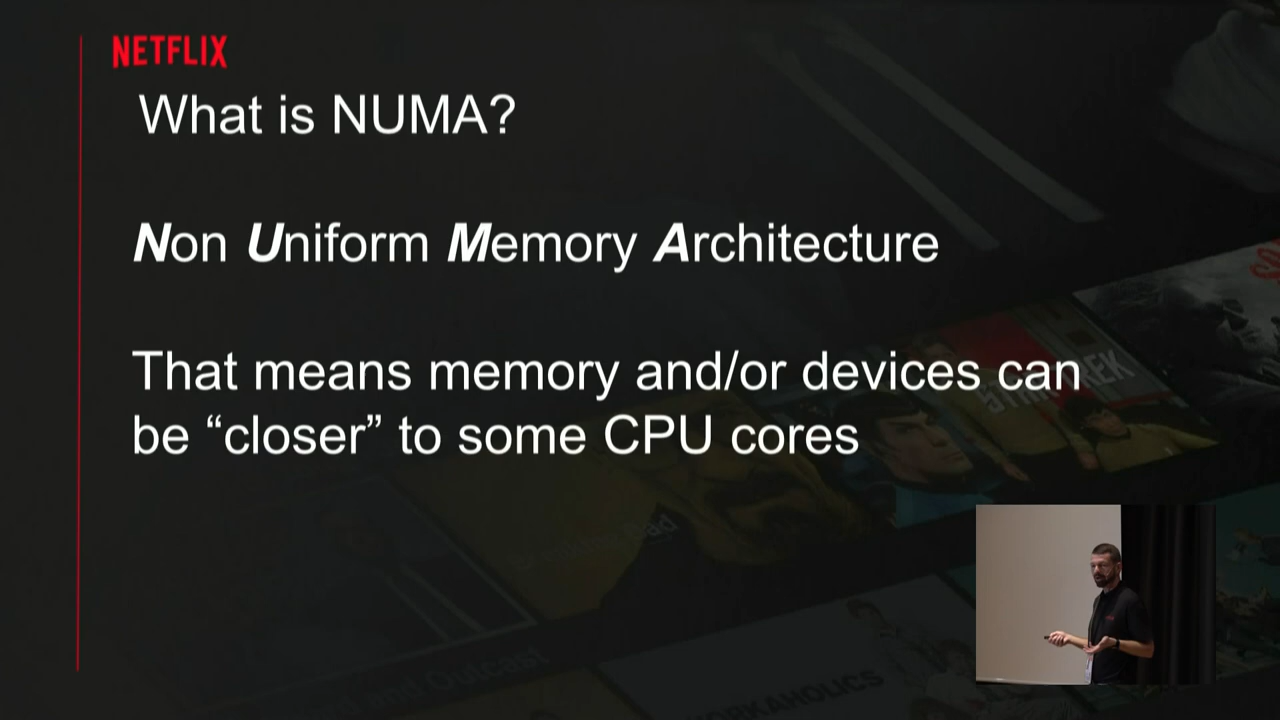 NETFLIX
What is NUMA?
Non Uniform Memory Architecture
That means memory and/or devices can
be “closer” to some CPU cores
WORKAHOLICS